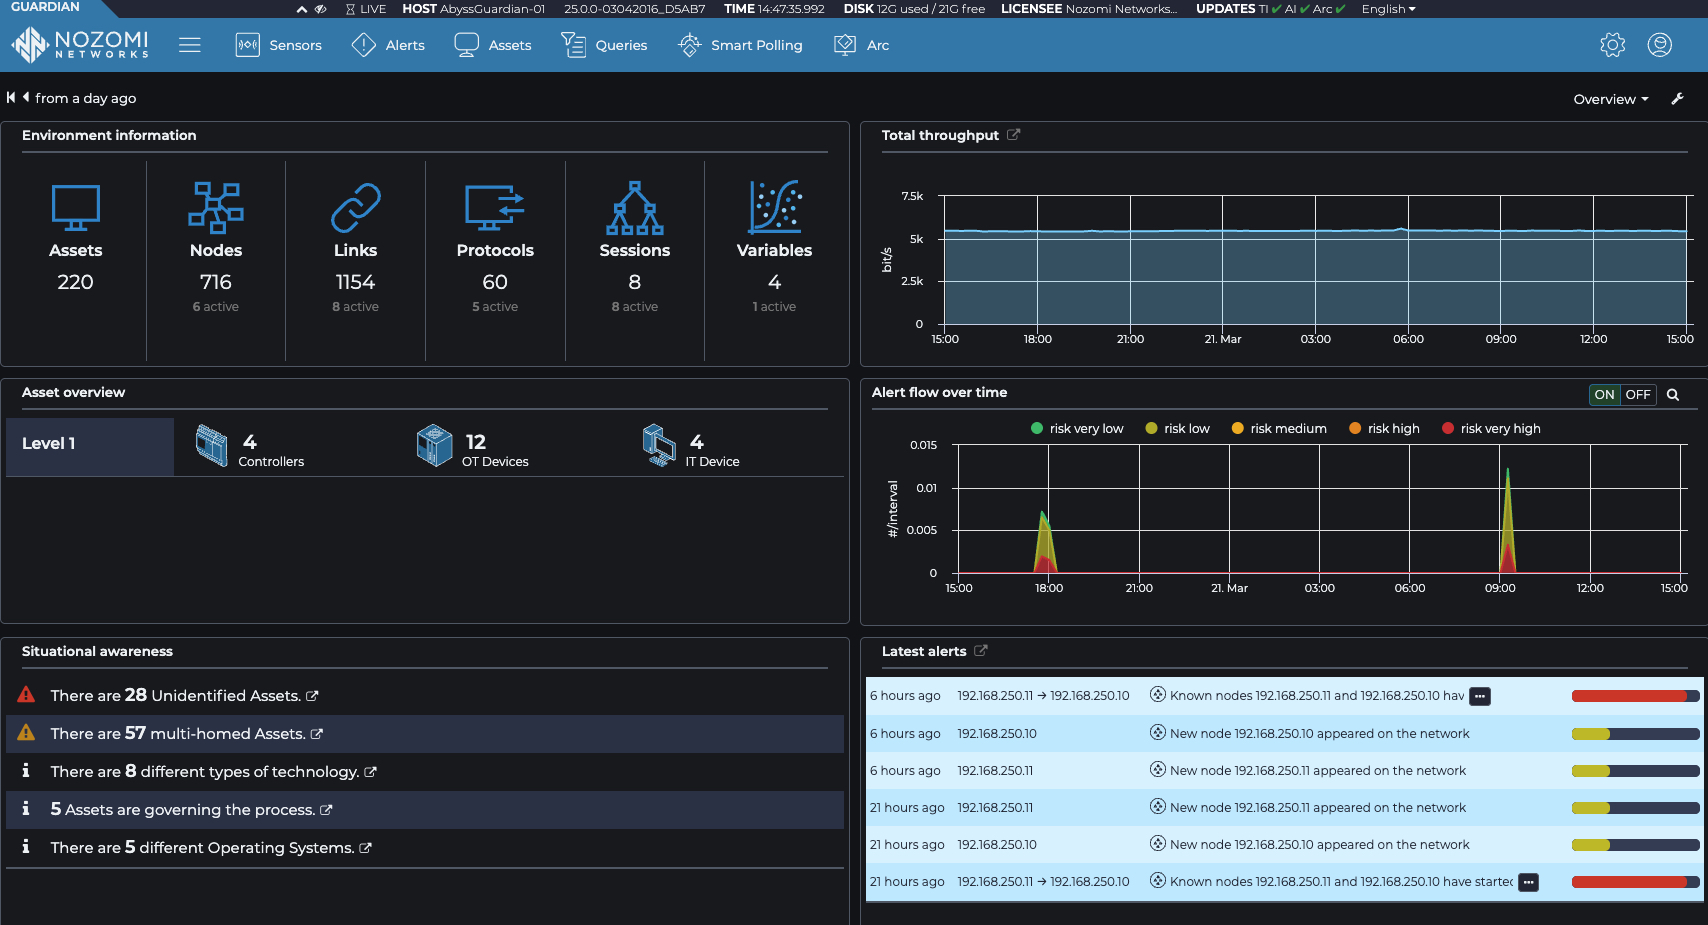 GUARDIAN
LIVE HOST AbyssGuardian-01 25.0.0-03042016_D5AB7 TIME 14:47:35.992 DISK 12G used / 21G free LICENSEE Nozomi Networks... UPDATES TI AI Arc English
NOZOMI
NETWORKS
Sensors Alerts Assets Queries Smart Polling Arc
from a day ago
Overview
Environment information
Assets
220
Nodes
716
6 active
Links
1154
8 active
Protocols
60
5 active
Sessions
8
8 active
Variables
4
1 active
Total throughput
bit/s
7.5k
5k
2.5k
0
15:00 18:00 21:00 21. Mar 03:00 06:00 09:00 12:00 15:00
Asset overview
Level 1
4
Controllers
12
OT Devices
4
IT Device
Alert flow over time
ON OFF
risk very low risk low risk medium risk high risk very high
#/interval
0.015
0.01
0.005
0
15:00 18:00 21:00 21. Mar 03:00 06:00 09:00 12:00 15:00
Situational awareness
There are 28 Unidentified Assets.
There are 57 multi-homed Assets.
There are 8 different types of technology.
5 Assets are governing the process.
There are 5 different Operating Systems.
Latest alerts
6 hours ago 192.168.250.11 → 192.168.250.10 Known nodes 192.168.250.11 and 192.168.250.10 hav ...
6 hours ago 192.168.250.10 New node 192.168.250.10 appeared on the network
6 hours ago 192.168.250.11 New node 192.168.250.11 appeared on the network
21 hours ago 192.168.250.11 New node 192.168.250.11 appeared on the network
21 hours ago 192.168.250.10 New node 192.168.250.10 appeared on the network
21 hours ago 192.168.250.11 → 192.168.250.10 Known nodes 192.168.250.11 and 192.168.250.10 have started ...